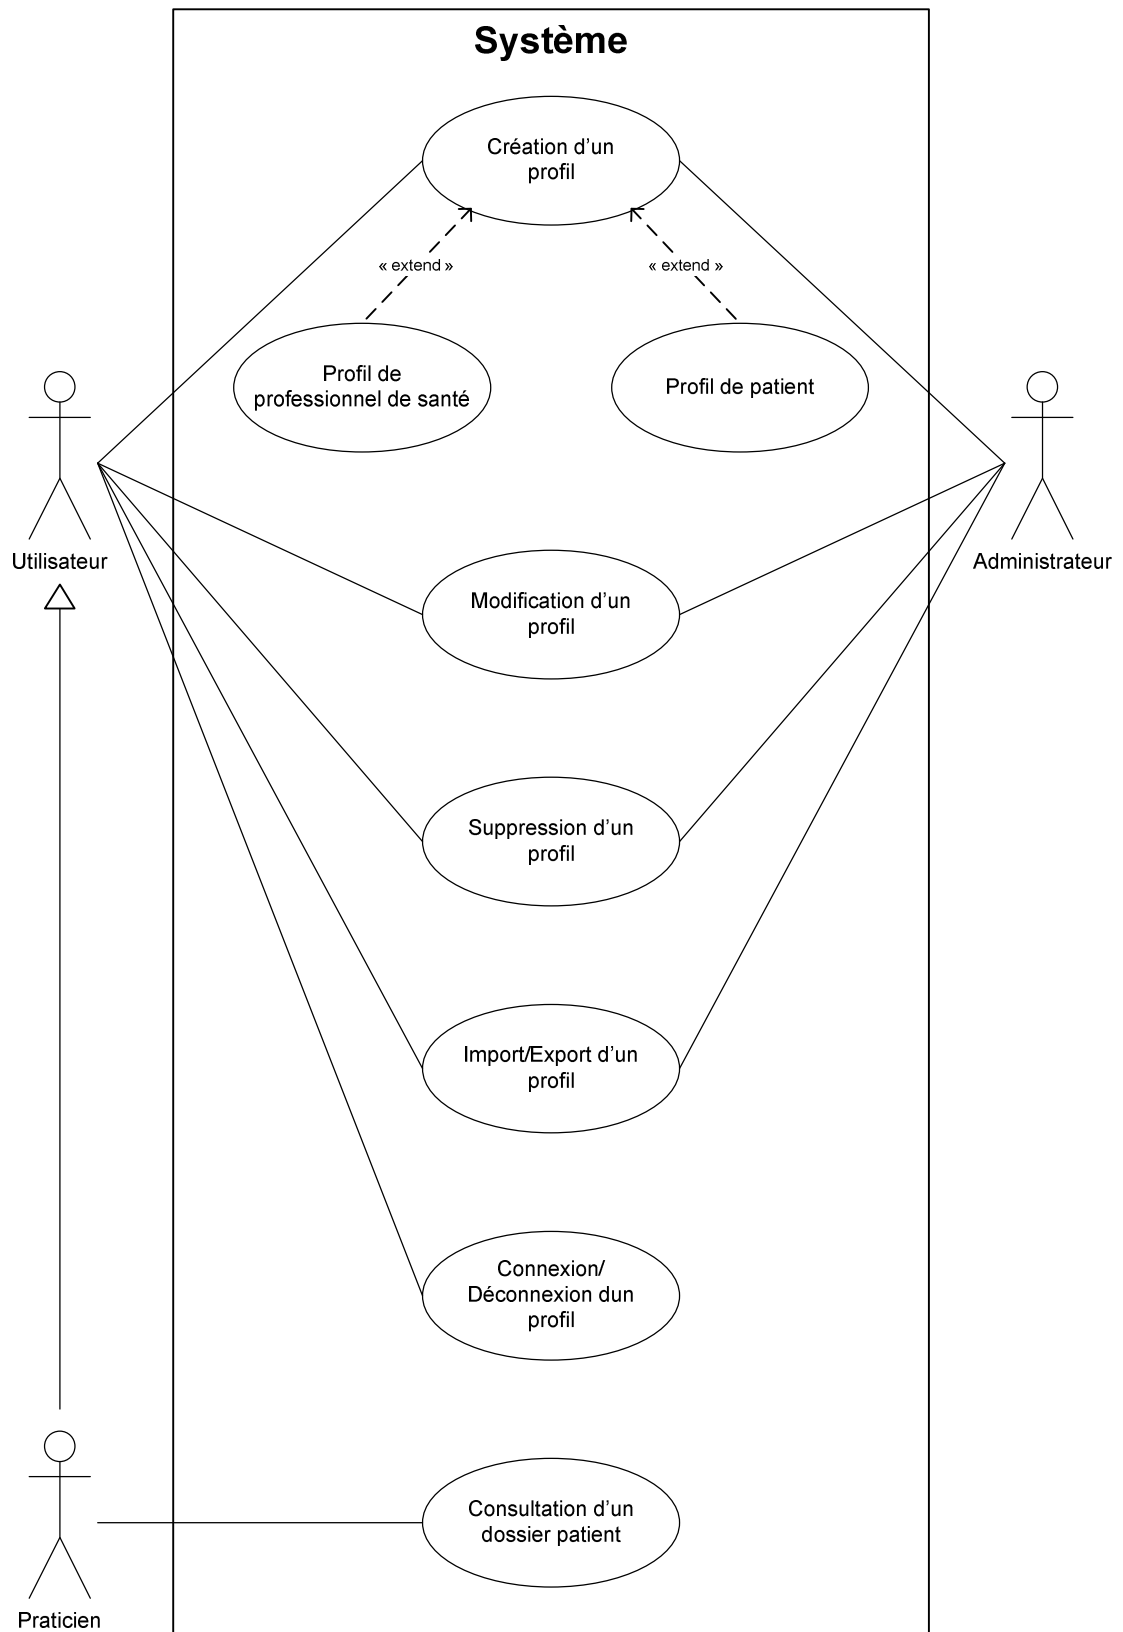 Système
Création d’un
profil
« extend »
« extend »
Profil de
professionnel de santé
Profil de patient
Utilisateur
Administrateur
Modification d’un
profil
Suppression d’un
profil
Import/Export d’un
profil
Connexion/
Déconnexion dun
profil
Consultation d’un
dossier patient
Praticien